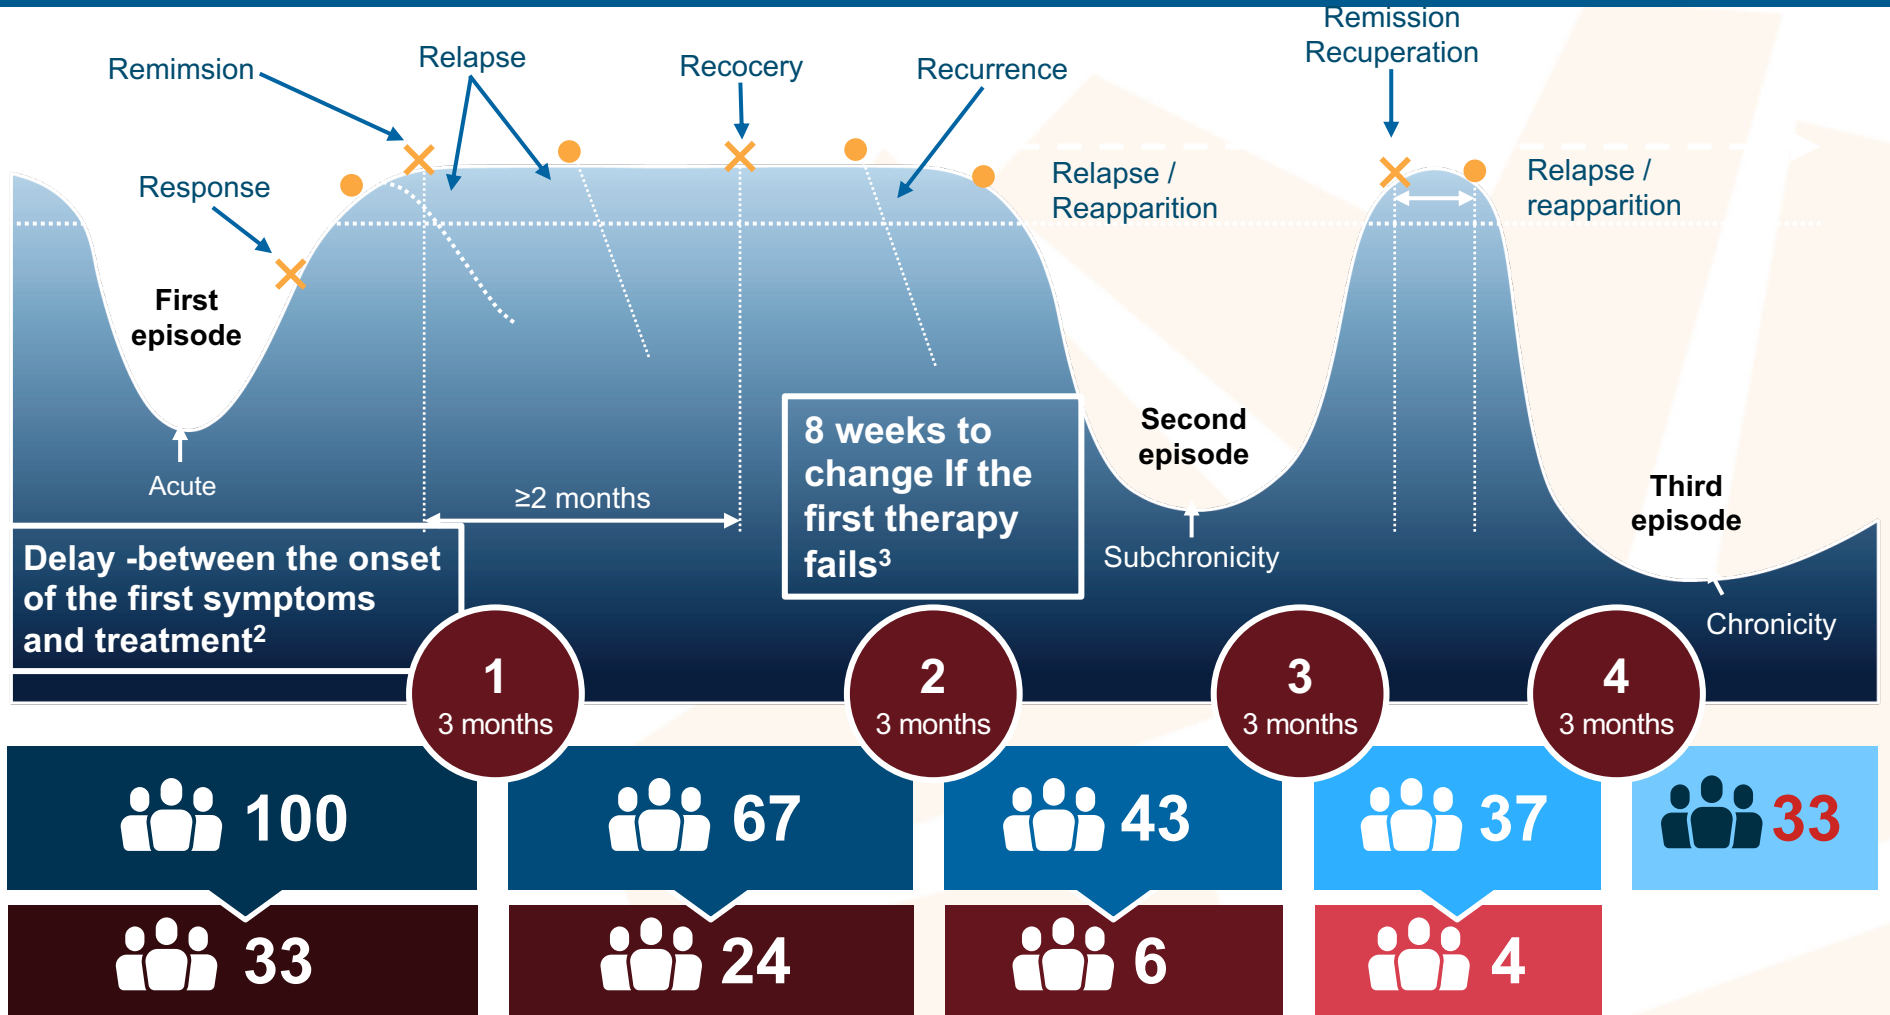 Remission
Recuperation
Remimsion
Relapse
Recocery
Recurrence
Response
Relapse /
Reapparition
Relapse /
reapparition
First
episode
Second
episode
Third
episode
Acute
≥2 months
8 weeks to
change If the
first therapy
fails³
Subchronicity
Chronicity
Delay -between the onset
of the first symptoms
and treatment²
1
3 months
2
3 months
3
3 months
4
3 months
100
67
43
37
33
33
24
6
4